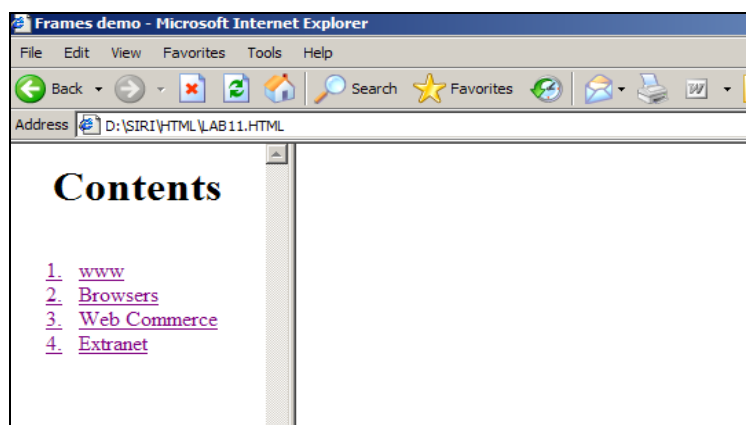 Frames demo - Microsoft Internet Explorer
File Edit View Favorites Tools Help
Back Search Favorites
Address D:\SIRI\HTML\LAB11.HTML
Contents
1. www
2. Browsers
3. Web Commerce
4. Extranet